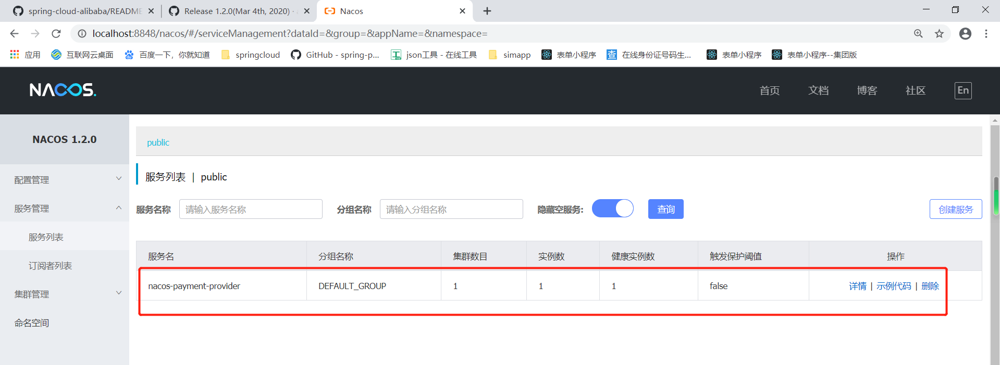 spring-cloud-alibaba/README
Release 1.2.0(Mar 4th, 2020) ·
Nacos
localhost:8848/nacos/#/serviceManagement?dataId=&group=&appName=&namespace=
应用 互联网云桌面 百度一下，你就知道 springcloud GitHub - spring-p... json工具 - 在线工具 simapp 表单小程序 查 在线身份证号码生... 表单小程序 表单小程序--集团版
NACOS.
首页 文档 博客 社区 En
NACOS 1.2.0
配置管理
服务管理
服务列表
订阅者列表
集群管理
命名空间
public
服务列表 | public
服务名称 请输入服务名称 分组名称 请输入分组名称 隐藏空服务: 查询 创建服务
服务名 分组名称 集群数目 实例数 健康实例数 触发保护阈值 操作
nacos-payment-provider DEFAULT_GROUP 1 1 1 false 详情 | 示例代码 | 删除